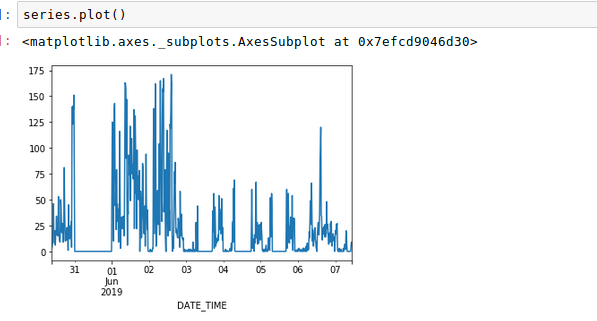 ]: series.plot()
]: <matplotlib.axes._subplots.AxesSubplot at 0x7efcd9046d30>
175
150
125
100
75
50
25
0
31 01 02 03 04 05 06 07
Jun
2019
DATE_TIME